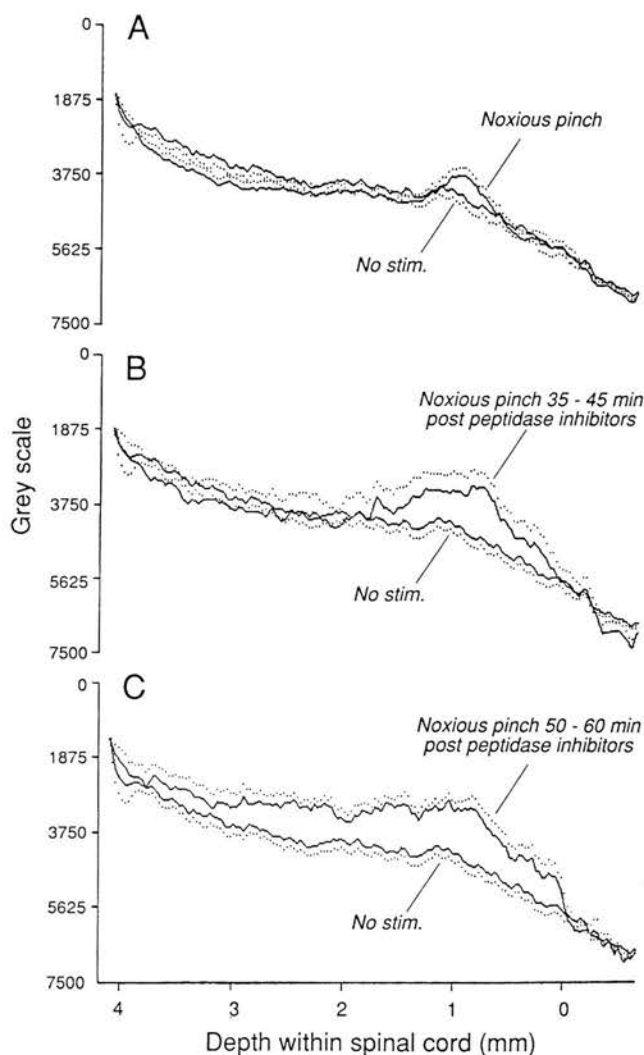 A
0
1875
3750
5625
7500
Noxious pinch
No stim.
B
0
1875
3750
5625
7500
Noxious pinch 35 - 45 min
post peptidase inhibitors
No stim.
Grey scale
C
0
1875
3750
5625
7500
Noxious pinch 50 - 60 min
post peptidase inhibitors
No stim.
4 3 2 1 0
Depth within spinal cord (mm)